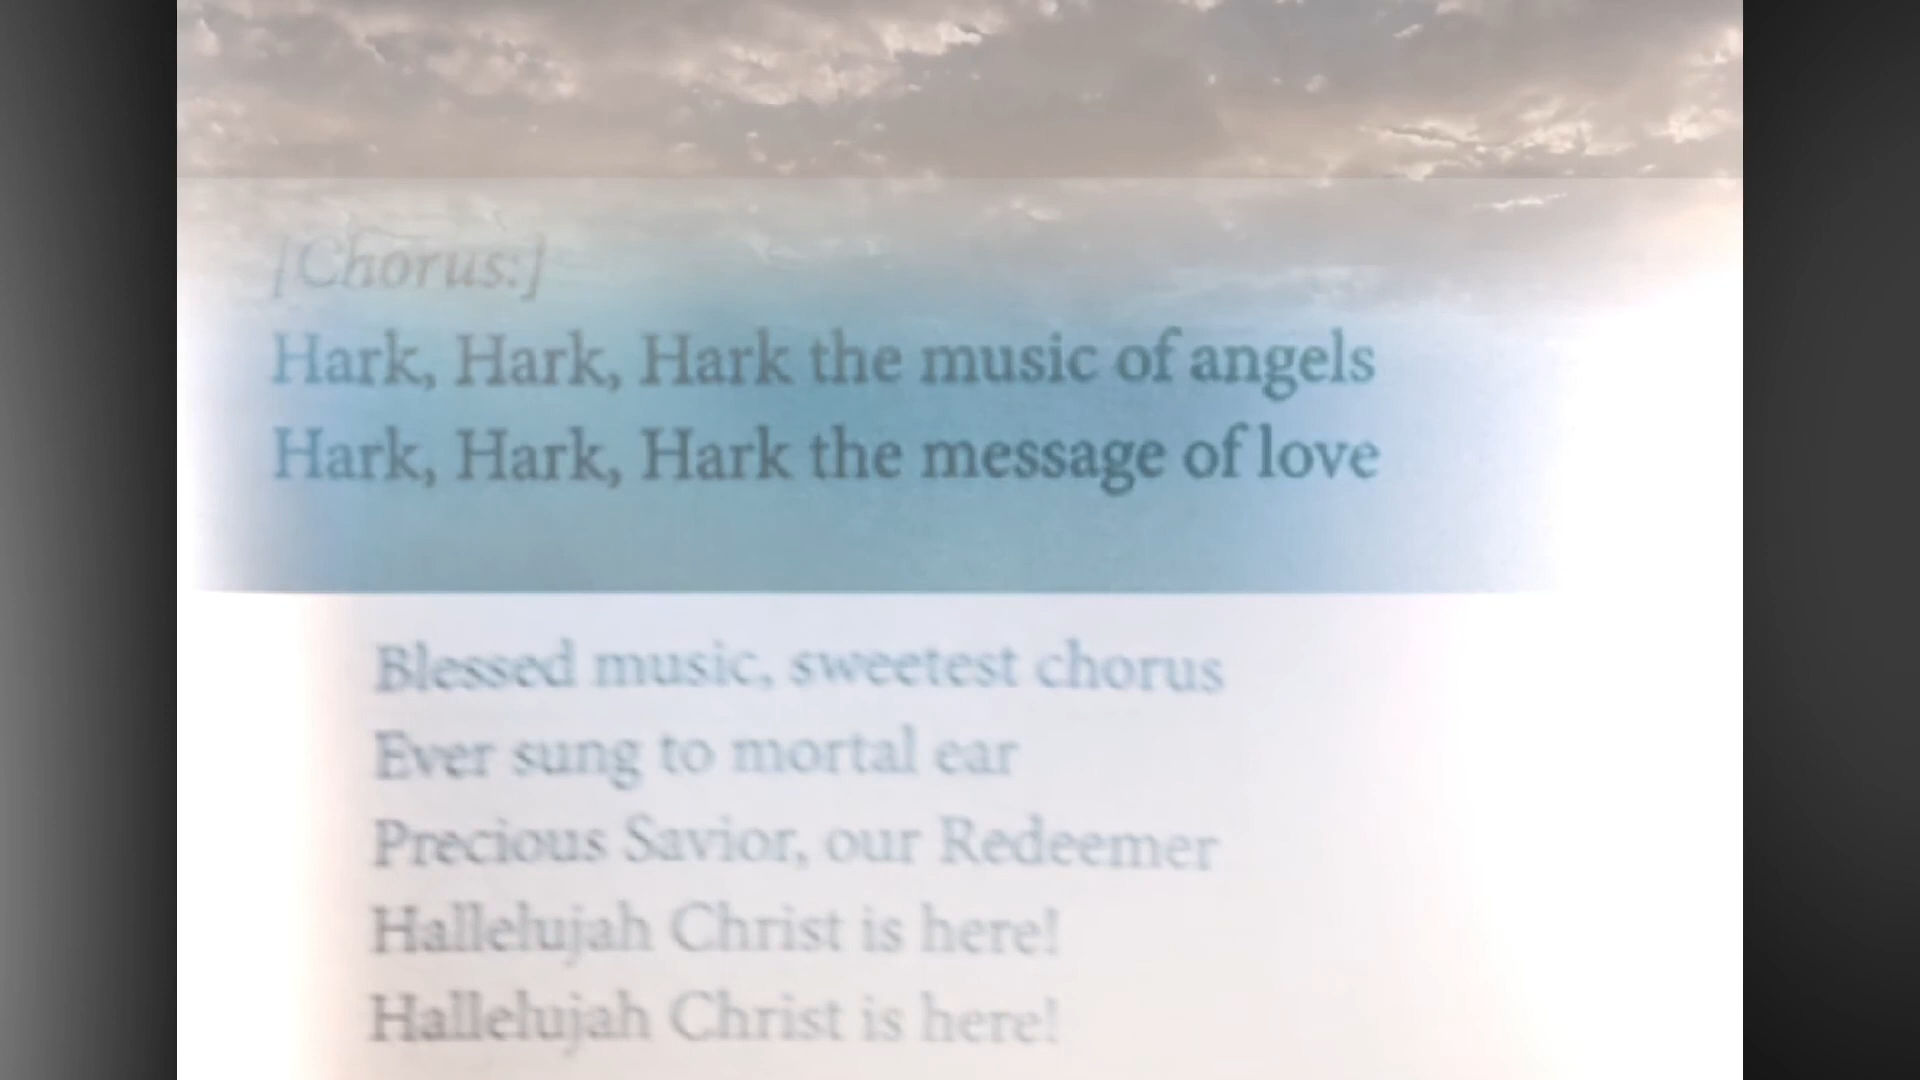 [Chorus:]
Hark, Hark, Hark the music of angels
Hark, Hark, Hark the message of love
Blessed music, sweetest chorus
Ever sung to mortal ear
Precious Savior, our Redeemer
Hallelujah Christ is here!
Hallelujah Christ is here!